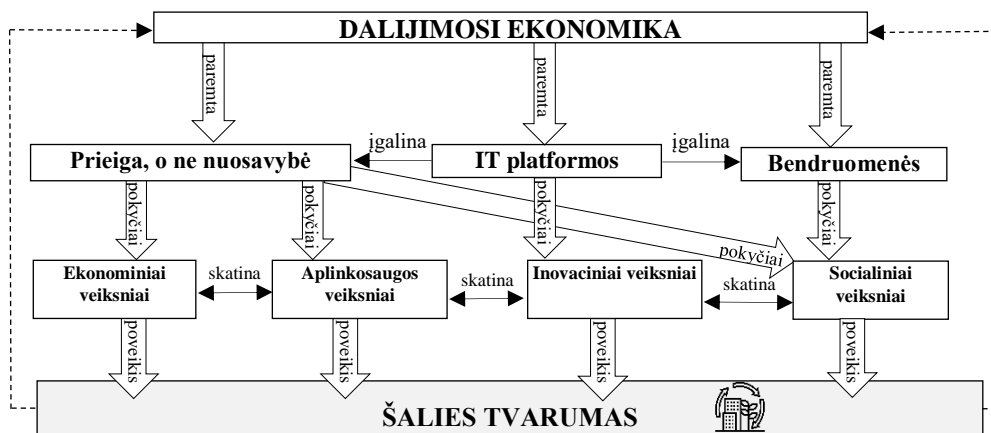 DALIJIMOSI EKONOMIKA
paremta
paremta
paremta
Prieiga, o ne nuosavybė
įgalina
IT platformos
įgalina
Bendruomenės
pokyčiai
pokyčiai
pokyčiai
pokyčiai
pokyčiai
Ekonominiai
veiksniai
skatina
Aplinkosaugos
veiksniai
skatina
Inovaciniai veiksniai
skatina
Socialiniai
veiksniai
poveikis
poveikis
poveikis
poveikis
ŠALIES TVARUMAS